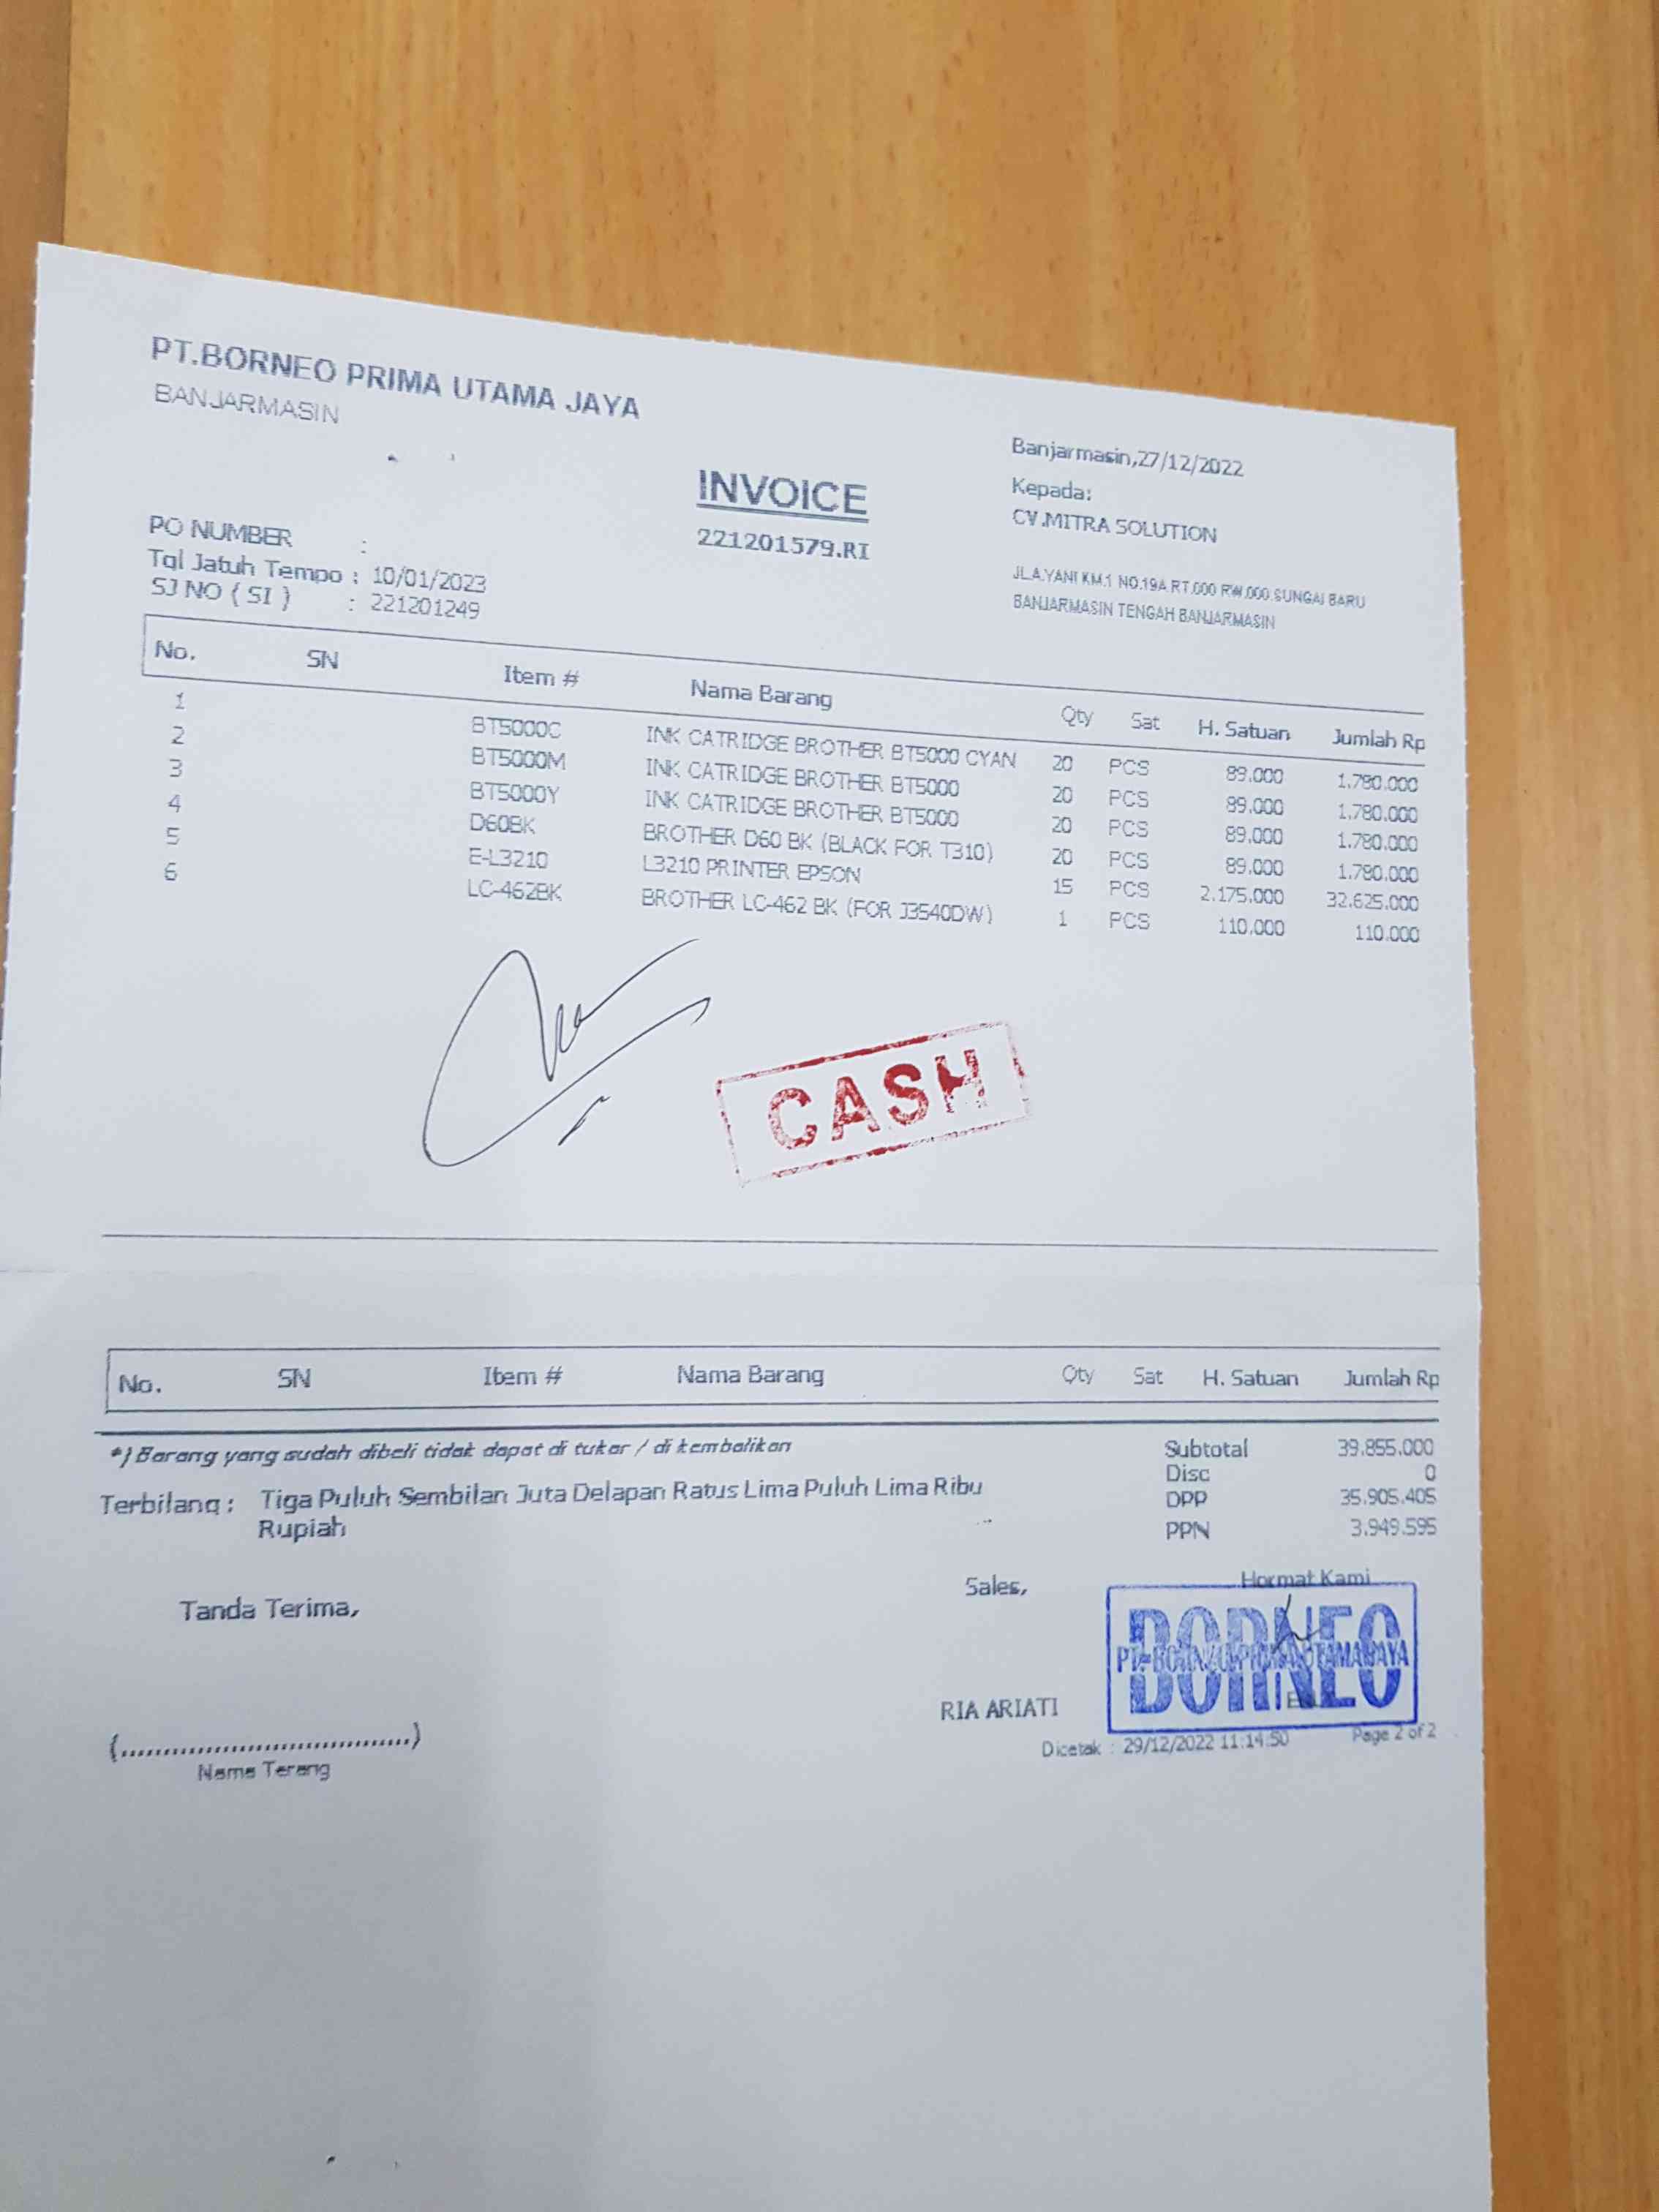 PT.BORNEO PRIMA UTAMA JAYA
BANJARMASIN
Banjarmasin,27/12/2022
Kepada:
CV.MITRA SOLUTION
JL.A.YANI KM.1 NO.19A RT.000 RW.000 SUNGAI BARU
BANJARMASIN TENGAH BANJARMASIN
INVOICE
221201579.RI
PO NUMBER :
Tgl Jatuh Tempo : 10/01/2023
SJ NO ( SI ) : 221201249
No. SN Item # Nama Barang Qty Sat H. Satuan Jumlah Rp
1 BT5000C INK CATRIDGE BROTHER BT5000 CYAN 20 PCS 89.000 1.780.000
2 BT5000M INK CATRIDGE BROTHER BT5000 20 PCS 89.000 1.780.000
3 BT5000Y INK CATRIDGE BROTHER BT5000 20 PCS 89.000 1.780.000
4 D60BK BROTHER D60 BK (BLACK FOR T310) 20 PCS 89.000 1.780.000
5 E-L3210 L3210 PRINTER EPSON 15 PCS 2.175.000 32.625.000
6 LC-462BK BROTHER LC-462 BK (FOR J3540DW) 1 PCS 110.000 110.000
CASH
No. SN Item # Nama Barang Qty Sat H. Satuan Jumlah Rp
*) Barang yang sudah dibeli tidak dapat di tukar / di kembalikan
Subtotal 39.855.000
Disc 0
DPP 35.905.405
PPN 3.949.595
Terbilang : Tiga Puluh Sembilan Juta Delapan Ratus Lima Puluh Lima Ribu
Rupiah
Tanda Terima,
Sales,
Hormat Kami
BORNEO
PT. BORNEO PRIMA UTAMA JAYA
RIA ARIATI
(..................................)
Nama Terang
Dicetak : 29/12/2022 11:14:50 Page 2 of 2